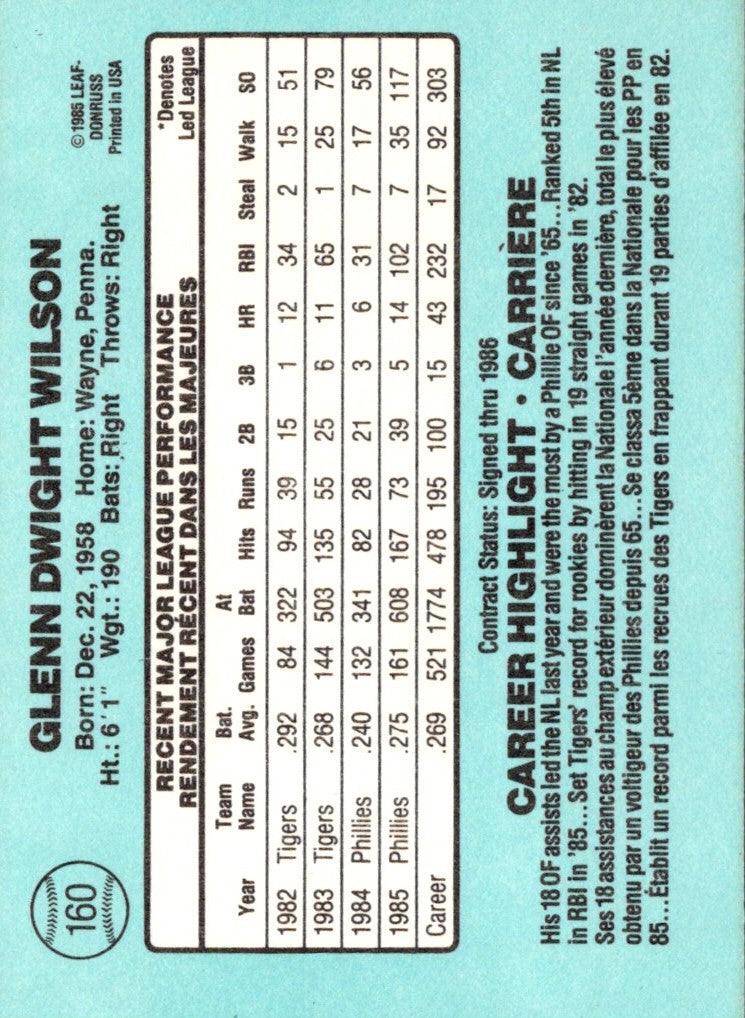 160
GLENN DWIGHT WILSON
Born: Dec. 22, 1958 Home: Wayne, Penna.
Ht.: 6'1" Wgt.: 190 Bats: Right Throws: Right
© 1985 LEAF-
DONRUSS
Printed in USA
RECENT MAJOR LEAGUE PERFORMANCE
RENDEMENT RÉCENT DANS LES MAJEURES
*Denotes
Led League
Year Team Name Bat. Avg. Games At Bat Hits Runs 2B 3B HR RBI Steal Walk SO
1982 Tigers .292 84 322 94 39 15 1 12 34 2 15 51
1983 Tigers .268 144 503 135 55 25 6 11 65 1 25 79
1984 Phillies .240 132 341 82 28 21 3 6 31 7 17 56
1985 Phillies .275 161 608 167 73 39 5 14 102 7 35 117
Career .269 521 1774 478 195 100 15 43 232 17 92 303
Contract Status: Signed thru 1986
CAREER HIGHLIGHT • CARRIÈRE
His 18 OF assists led the NL last year and were the most by a Phillie OF since '65...Ranked 5th in NL
in RBI in '85...Set Tigers' record for rookies by hitting in 19 straight games in '82.
Ses 18 assistances au champ extérieur dominèrent la Nationale l'année dernière, total le plus élevé
obtenu par un voltigeur des Phillies depuis 65...Se classa 5ème dans la Nationale pour les PP en
85...Établit un record parmi les recrues des Tigers en frappant durant 19 parties d'affilée en 82.